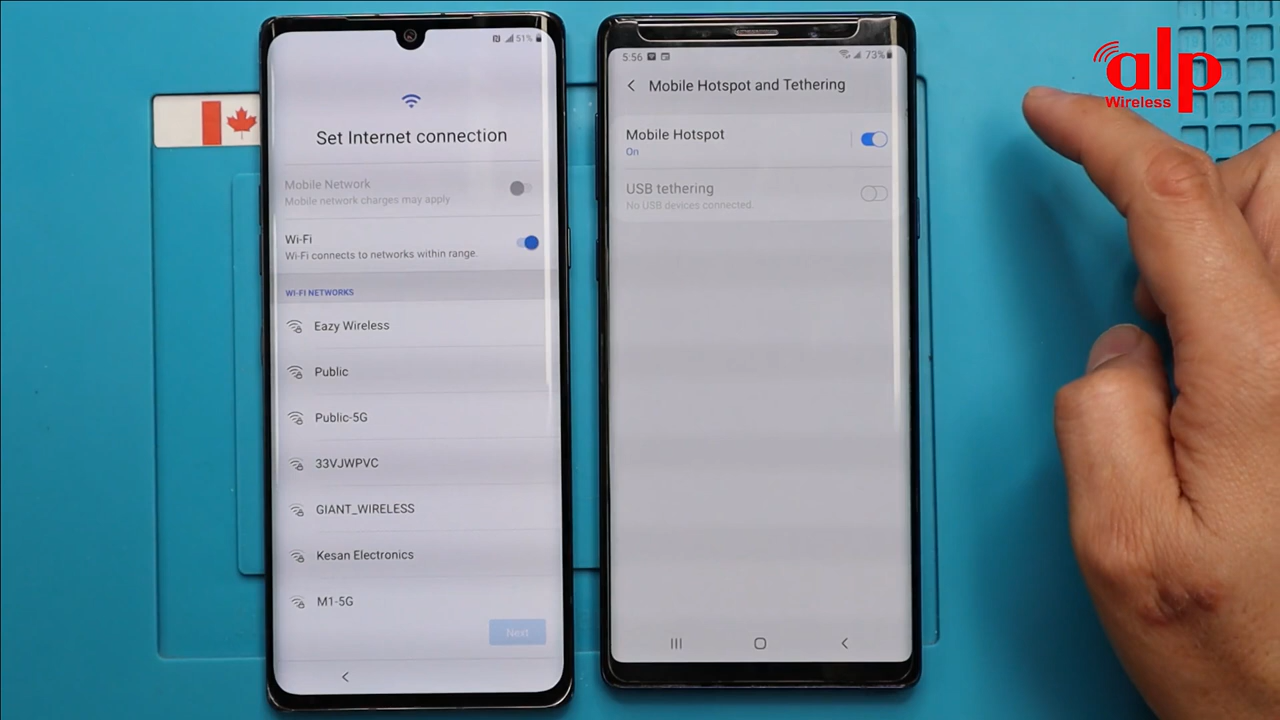 51%
Set Internet connection
Mobile Network
Mobile network charges may apply
Wi-Fi
Wi-Fi connects to networks within range.
WI-FI NETWORKS
Eazy Wireless
Public
Public-5G
33VJWPVC
GIANT_WIRELESS
Kesan Electronics
M1-5G
Next
5:56
73%
Mobile Hotspot and Tethering
Mobile Hotspot
On
USB tethering
No USB devices connected.
alp
Wireless